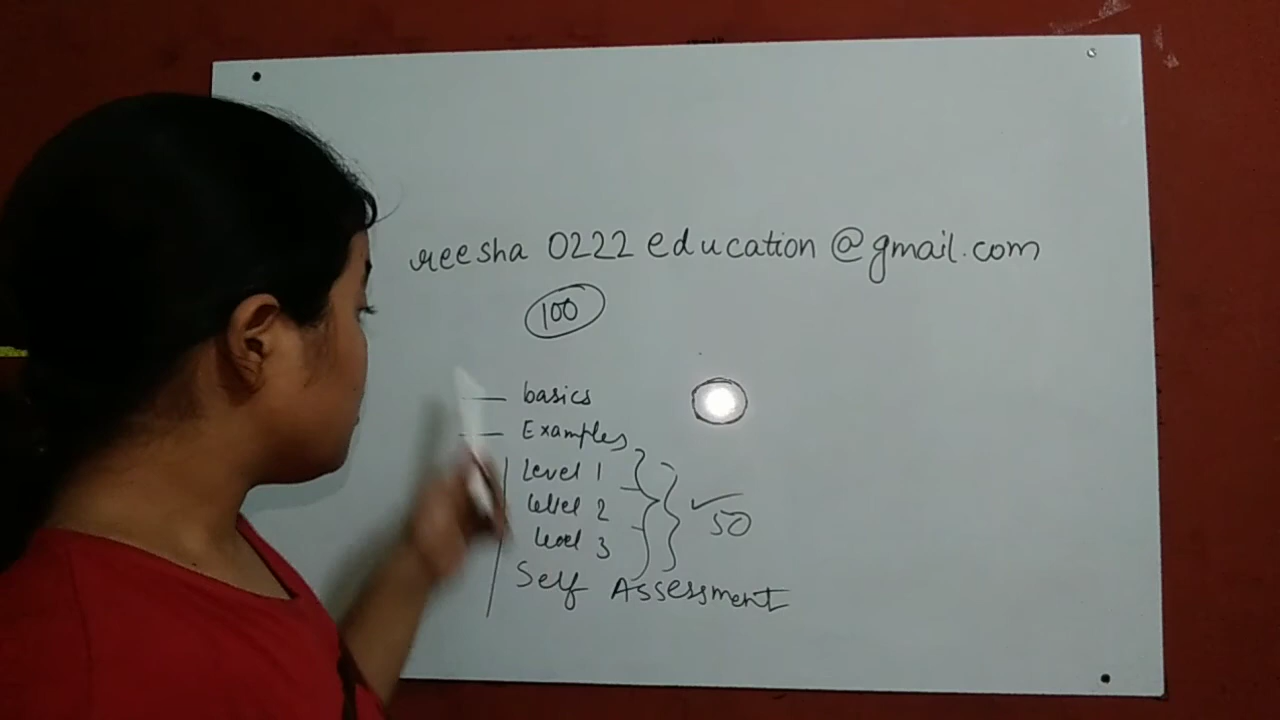 reesha 0222 education @gmail.com
100
basics
Examples
Level 1
Level 2
Level 3
50
Self Assessment